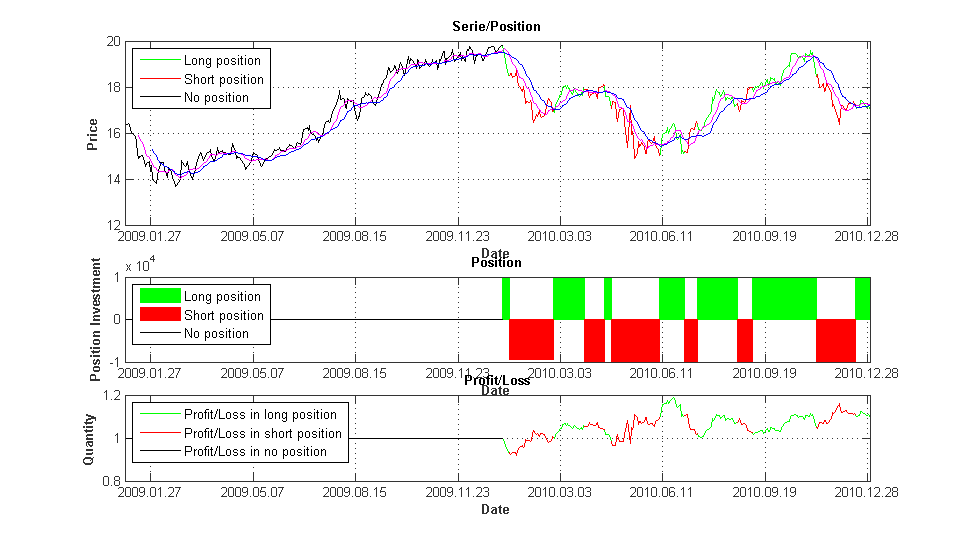 Serie/Position
20
18
16
14
12
Price
Long position
Short position
No position
2009.01.27 2009.05.07 2009.08.15 2009.11.23 2010.03.03 2010.06.11 2010.09.19 2010.12.28
Date
Position
x 10^4
1
0
-1
Position Investment
Long position
Short position
No position
2009.01.27 2009.05.07 2009.08.15 2009.11.23 2010.03.03 2010.06.11 2010.09.19 2010.12.28
Date
Profit/Loss
1.2
1
0.8
Quantity
Profit/Loss in long position
Profit/Loss in short position
Profit/Loss in no position
2009.01.27 2009.05.07 2009.08.15 2009.11.23 2010.03.03 2010.06.11 2010.09.19 2010.12.28
Date